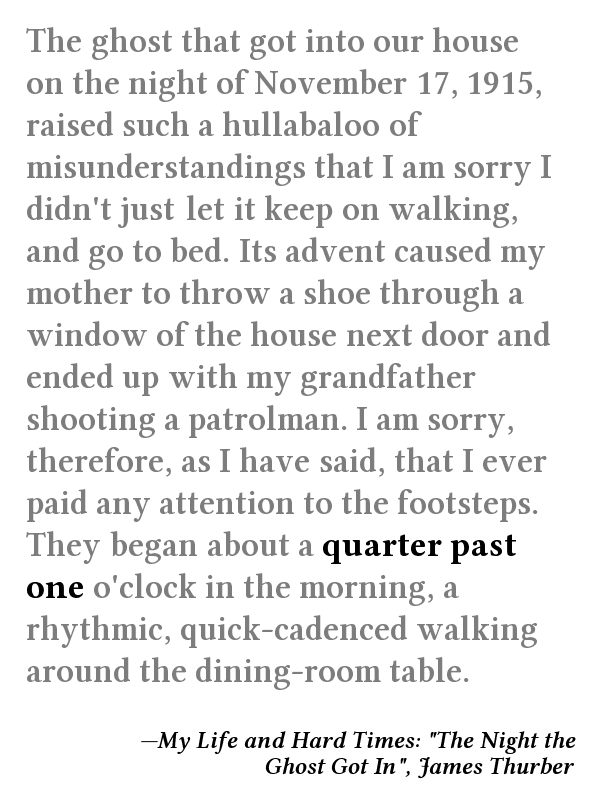 The ghost that got into our house
on the night of November 17, 1915,
raised such a hullabaloo of
misunderstandings that I am sorry I
didn't just let it keep on walking,
and go to bed. Its advent caused my
mother to throw a shoe through a
window of the house next door and
ended up with my grandfather
shooting a patrolman. I am sorry,
therefore, as I have said, that I ever
paid any attention to the footsteps.
They began about a quarter past
one o'clock in the morning, a
rhythmic, quick-cadenced walking
around the dining-room table.
—My Life and Hard Times: "The Night the
Ghost Got In", James Thurber